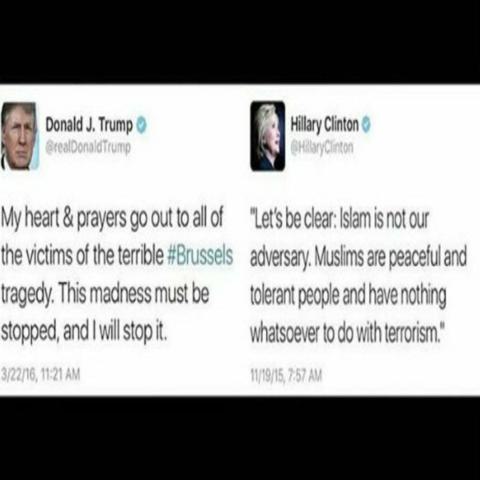 Donald J. Trump
@realDonaldTrump
My heart & prayers go out to all of
the victims of the terrible #Brussels
tragedy. This madness must be
stopped, and I will stop it.
3/22/16, 11:21 AM
Hillary Clinton
@HillaryClinton
"Let's be clear: Islam is not our
adversary. Muslims are peaceful and
tolerant people and have nothing
whatsoever to do with terrorism."
11/19/15, 7:57 AM